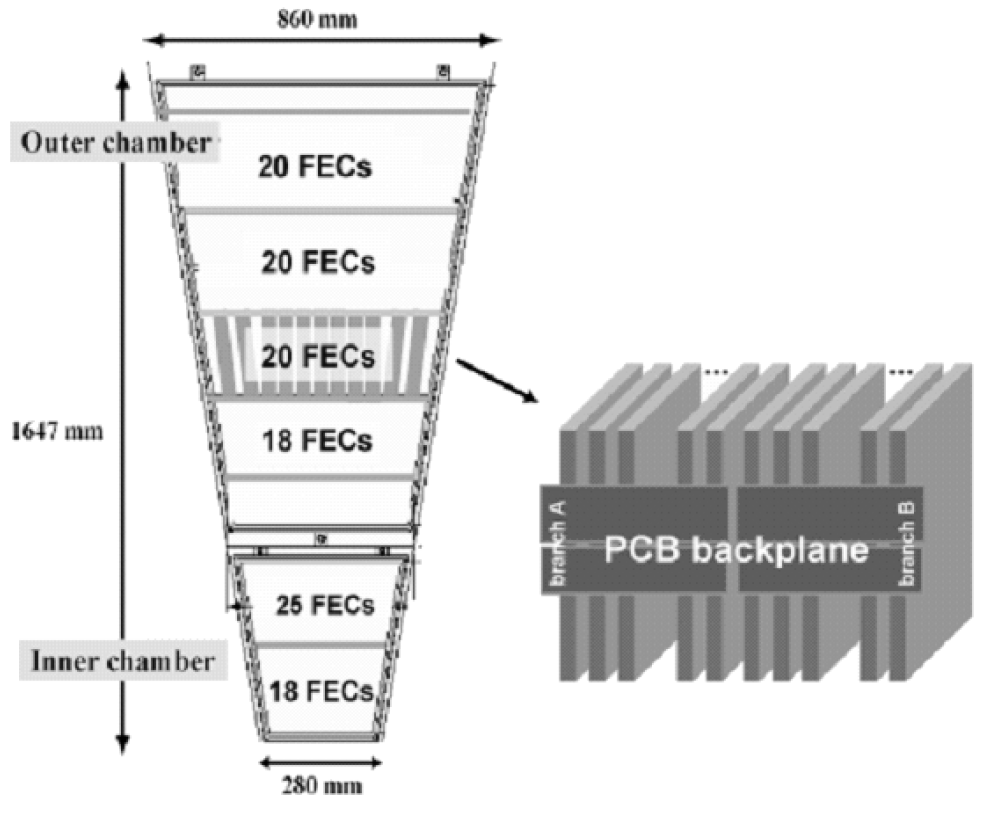 860 mm
Outer chamber
20 FECs
20 FECs
20 FECs
18 FECs
1647 mm
25 FECs
Inner chamber
18 FECs
280 mm
...
...
branch A
PCB backplane
branch B